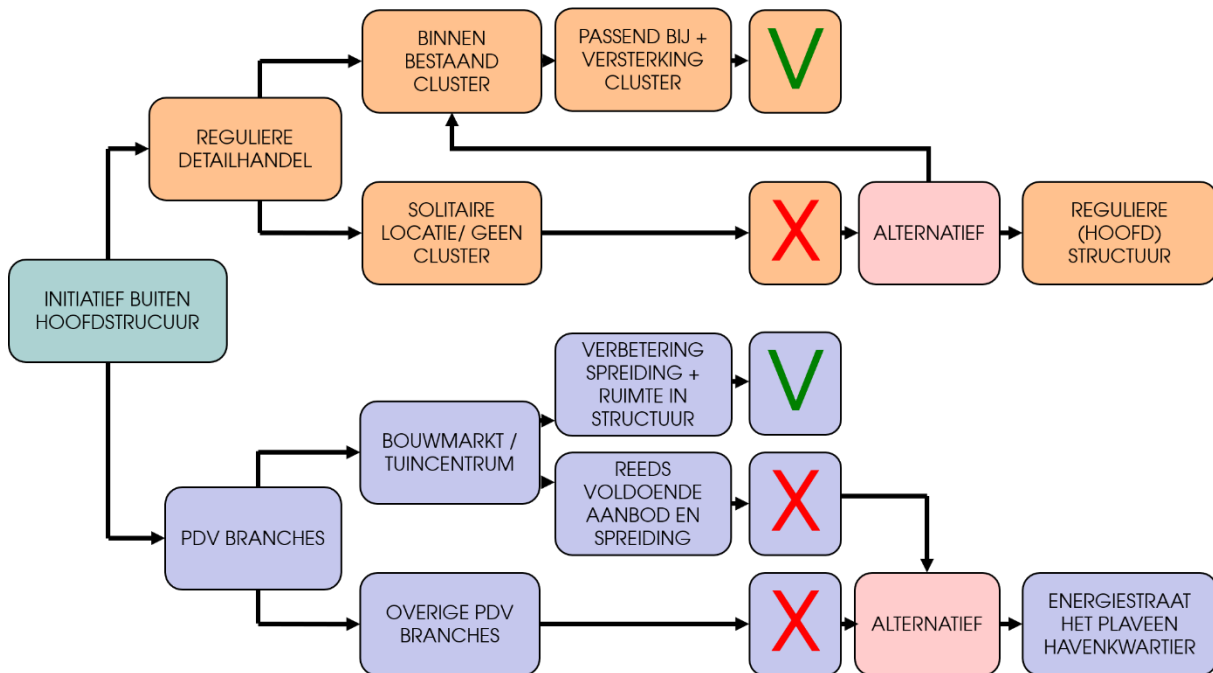 BINNEN
BESTAAND
CLUSTER
PASSEND BIJ +
VERSTERKING
CLUSTER
V
REGULIERE
DETAILHANDEL
SOLITAIRE
LOCATIE/ GEEN
CLUSTER
X
ALTERNATIEF
REGULIERE
(HOOFD)
STRUCTUUR
INITIATIEF BUITEN
HOOFDSTRUCUUR
VERBETERING
SPREIDING +
RUIMTE IN
STRUCTUUR
V
BOUWMARKT /
TUINCENTRUM
REEDS
VOLDOENDE
AANBOD EN
SPREIDING
X
PDV BRANCHES
OVERIGE PDV
BRANCHES
X
ALTERNATIEF
ENERGIESTRAAT
HET PLAVEEN
HAVENKWARTIER